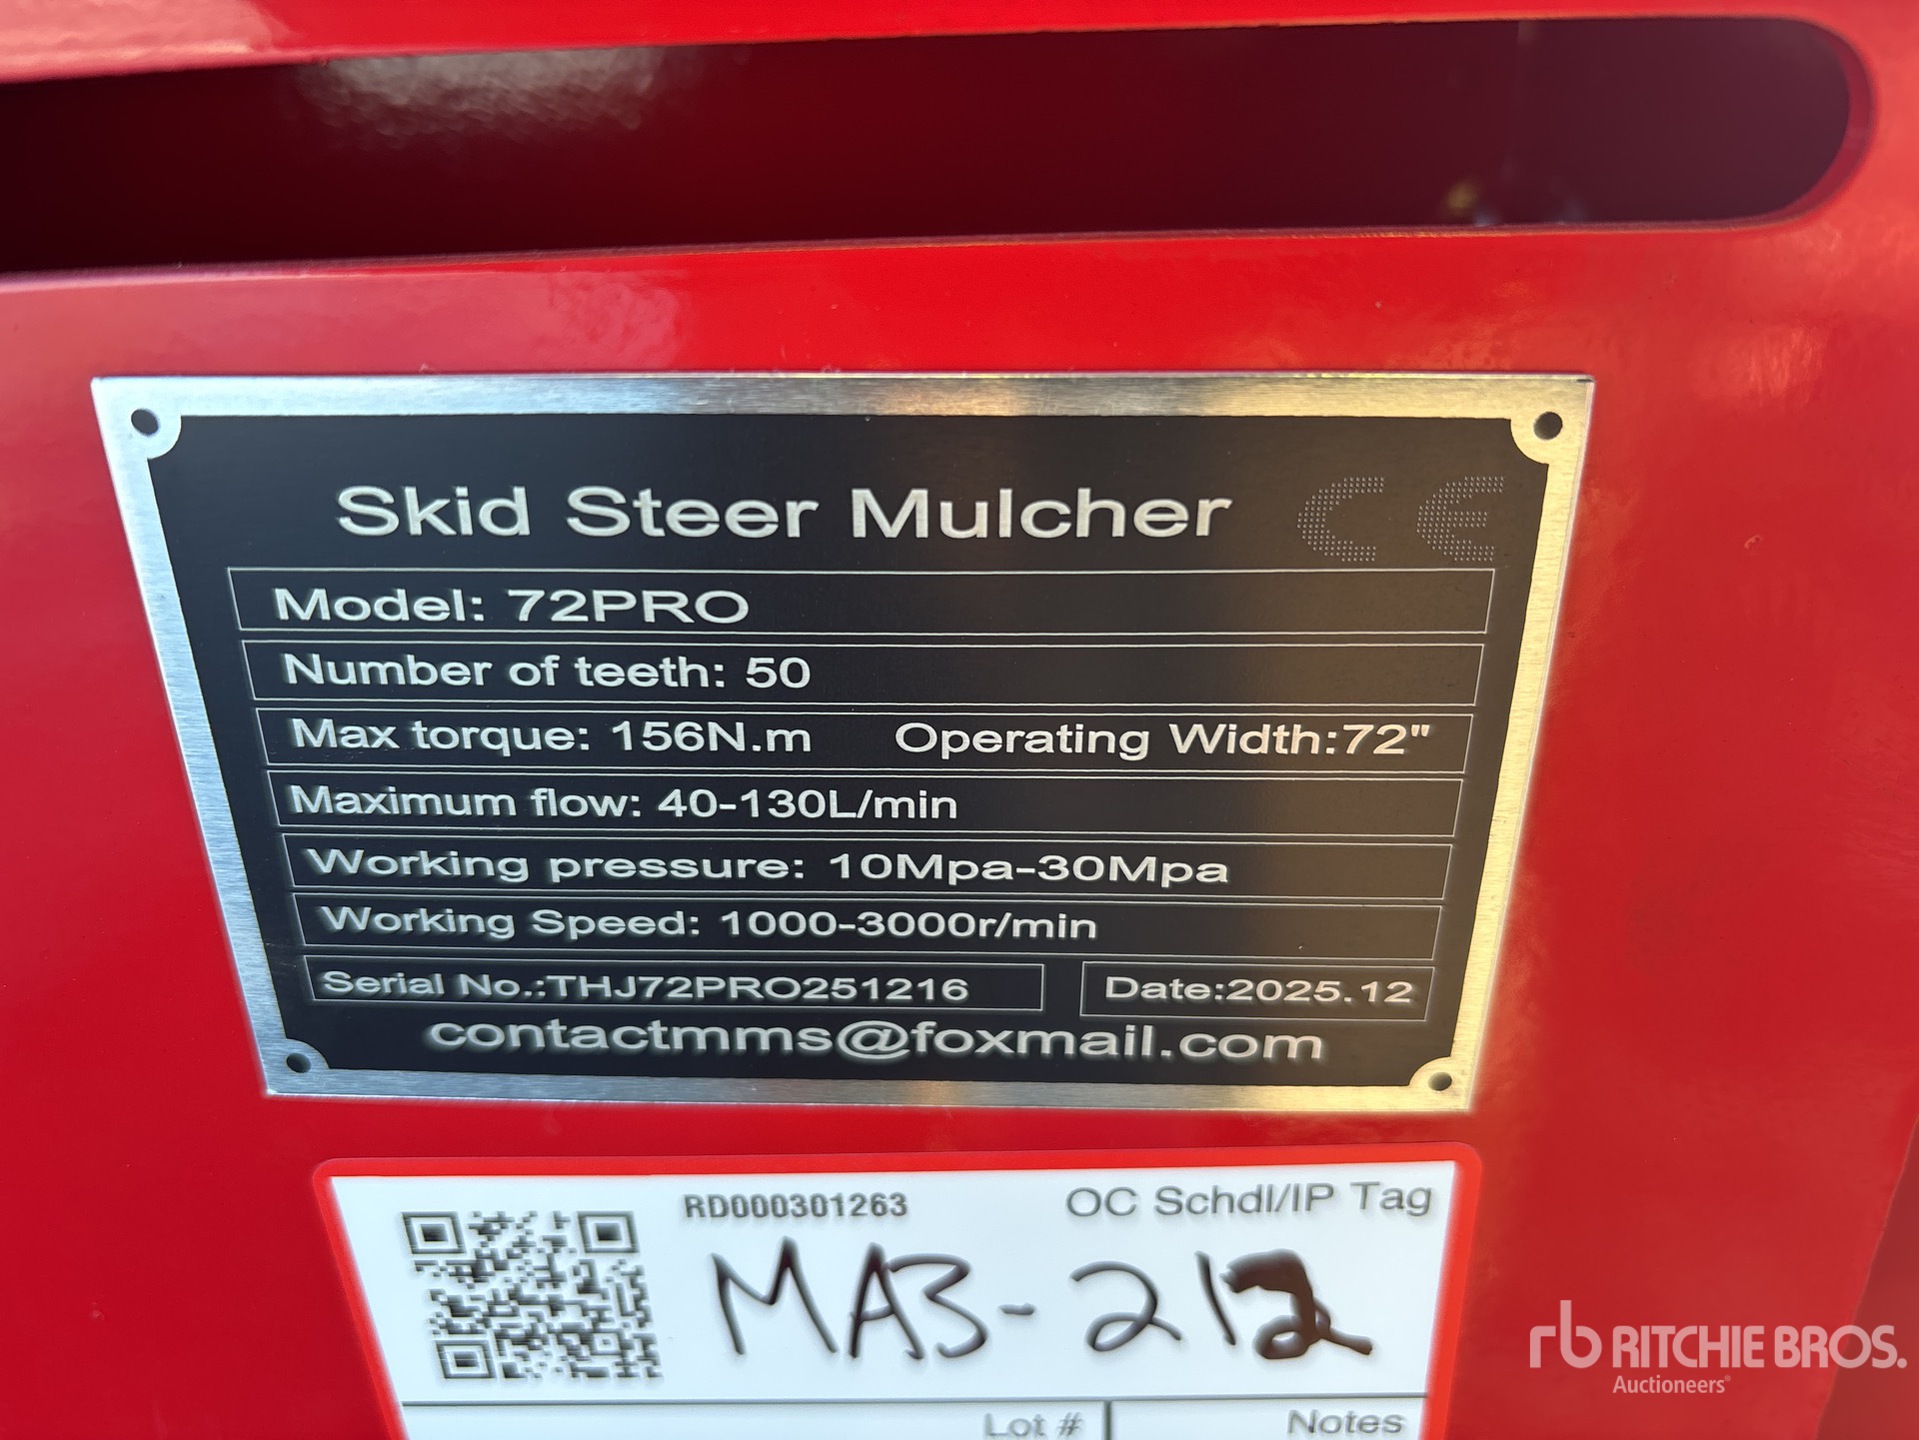 Skid Steer Mulcher CE
Model: 72PRO
Number of teeth: 50
Max torque: 156N.m Operating Width:72"
Maximum flow: 40-130L/min
Working pressure: 10Mpa-30Mpa
Working Speed: 1000-3000r/min
Serial No.:THJ72PRO251216 Date:2025.12
contactmms@foxmail.com
RD000301263 OC Schdl/IP Tag
MA3-212
Lot # Notes
rb RITCHIE BROS.
Auctioneers®